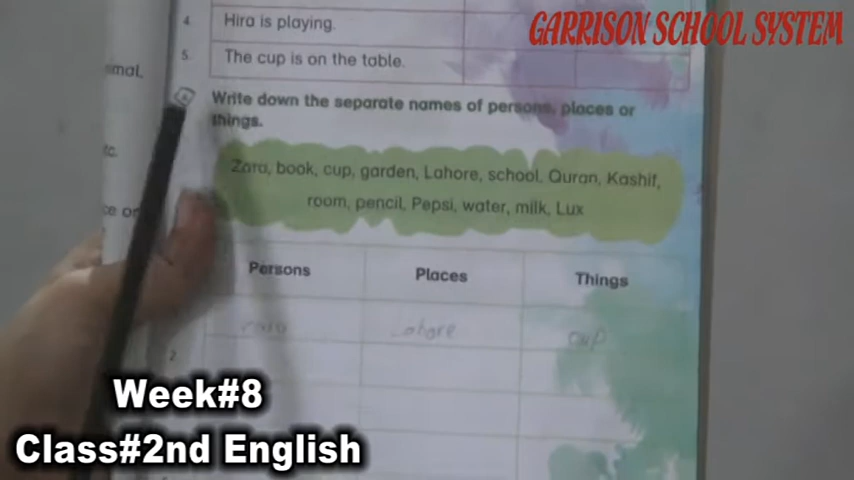 GARRISON SCHOOL SYSTEM
4. Hira is playing.
5. The cup is on the table.
Write down the separate names of persons, places or
things.
Zara, book, cup, garden, Lahore, school, Quran, Kashif,
room, pencil, Pepsi, water, milk, Lux
Persons Places Things
Lahore cup
2.
Week#8
Class#2nd English